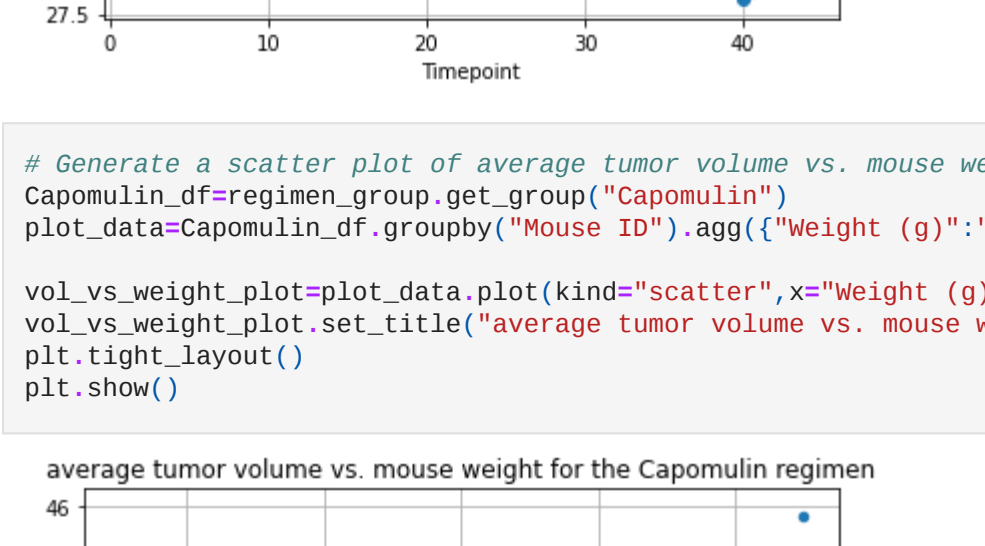 27.5
0 10 20 30 40
Timepoint
# Generate a scatter plot of average tumor volume vs. mouse we
Capomulin_df=regimen_group.get_group("Capomulin")
plot_data=Capomulin_df.groupby("Mouse ID").agg({"Weight (g)":'
vol_vs_weight_plot=plot_data.plot(kind="scatter",x="Weight (g)
vol_vs_weight_plot.set_title("average tumor volume vs. mouse w
plt.tight_layout()
plt.show()
average tumor volume vs. mouse weight for the Capomulin regimen
46